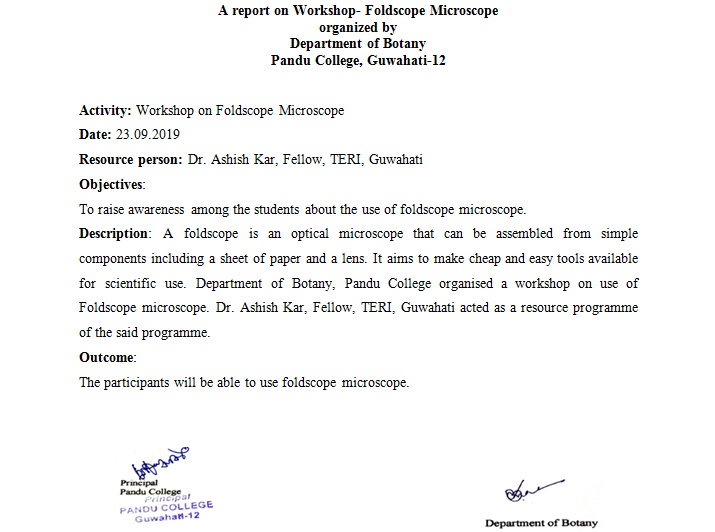 A report on Workshop- Foldscope Microscope
organized by
Department of Botany
Pandu College, Guwahati-12
Activity: Workshop on Foldscope Microscope
Date: 23.09.2019
Resource person: Dr. Ashish Kar, Fellow, TERI, Guwahati
Objectives:
To raise awareness among the students about the use of foldscope microscope.
Description: A foldscope is an optical microscope that can be assembled from simple
components including a sheet of paper and a lens. It aims to make cheap and easy tools available
for scientific use. Department of Botany, Pandu College organised a workshop on use of
Foldscope microscope. Dr. Ashish Kar, Fellow, TERI, Guwahati acted as a resource programme
of the said programme.
Outcome:
The participants will be able to use foldscope microscope.
Principal
Pandu College
Principal
PANDU COLLEGE
Guwahati-12
Department of Botany